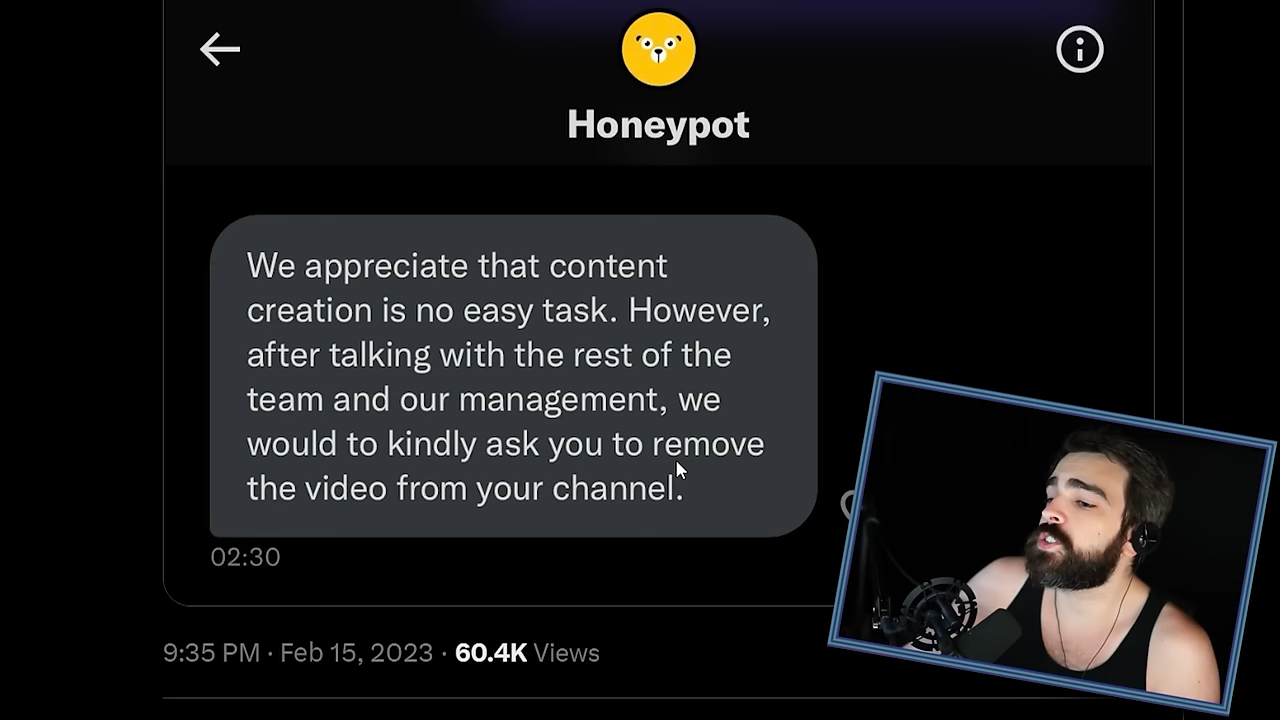 Honeypot
We appreciate that content
creation is no easy task. However,
after talking with the rest of the
team and our management, we
would to kindly ask you to remove
the video from your channel.
02:30
9:35 PM · Feb 15, 2023 · 60.4K Views